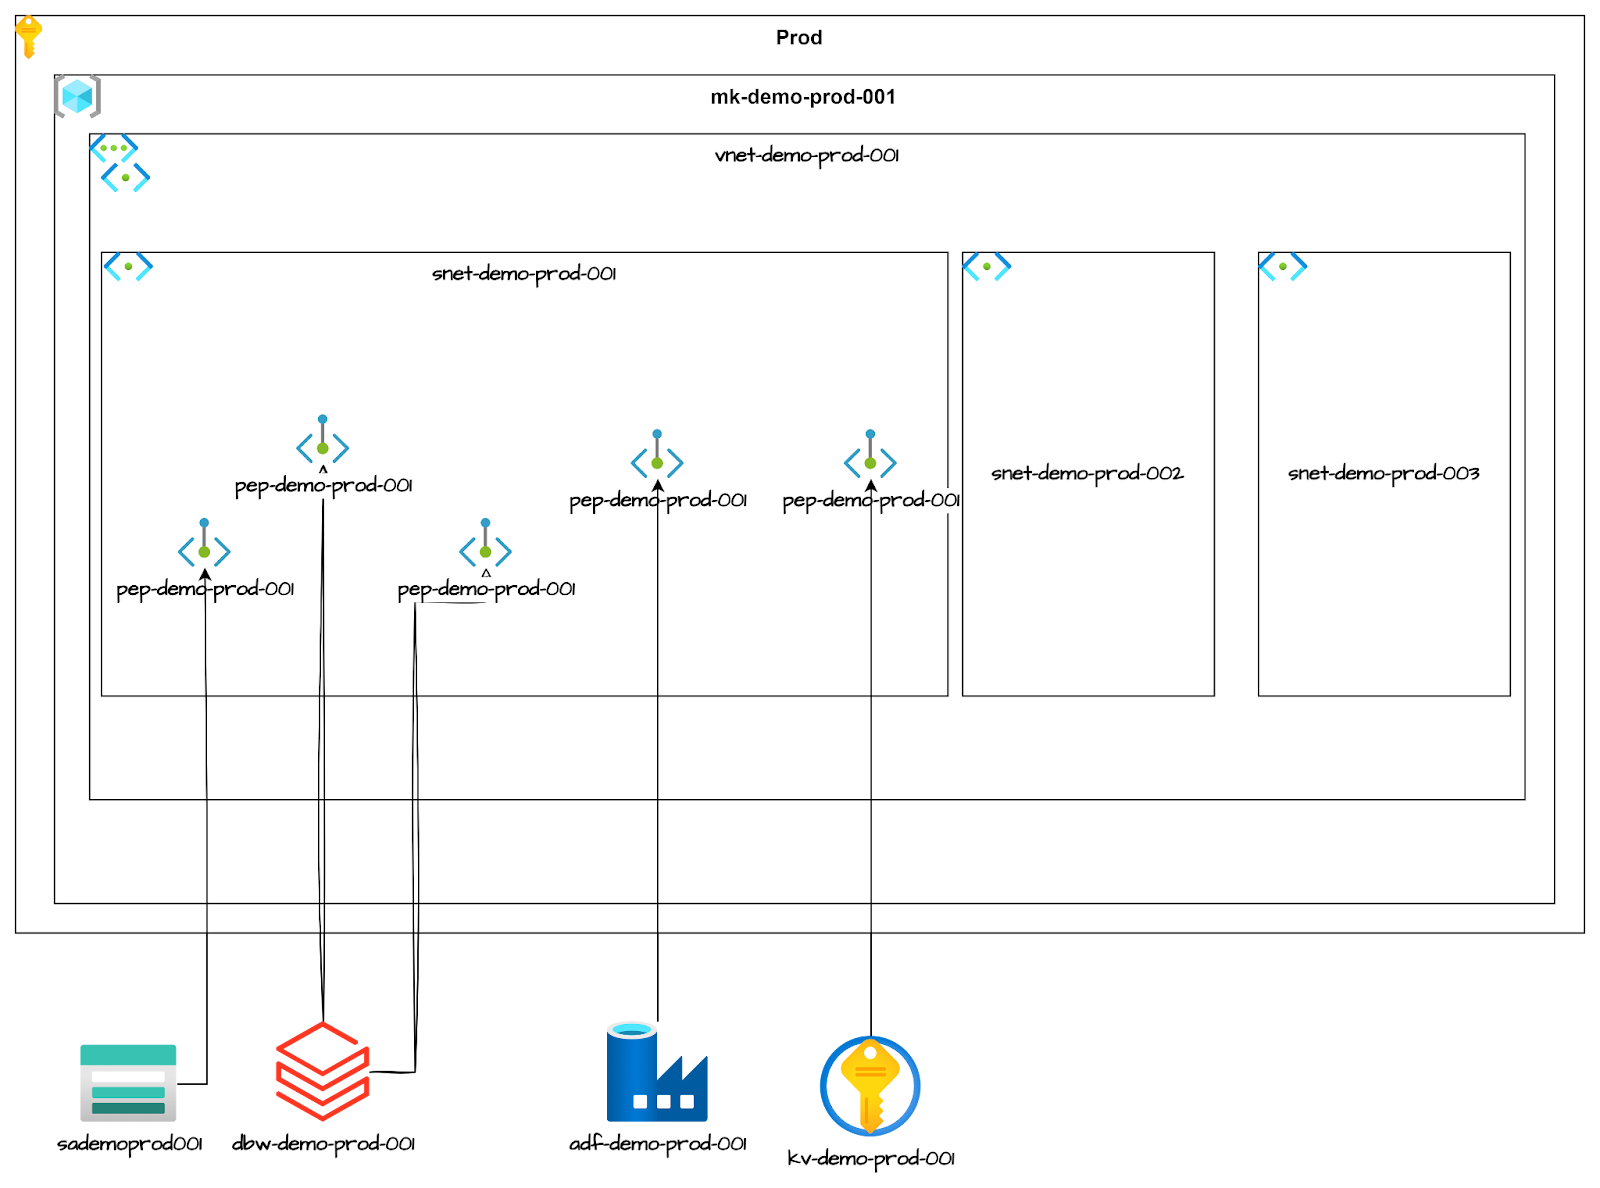 Prod
mk-demo-prod-001
vnet-demo-prod-001
snet-demo-prod-001
pep-demo-prod-001
pep-demo-prod-001
pep-demo-prod-001
snet-demo-prod-002
snet-demo-prod-003
pep-demo-prod-001
pep-demo-prod-001
sademoprod001
dbw-demo-prod-001
adf-demo-prod-001
kv-demo-prod-001